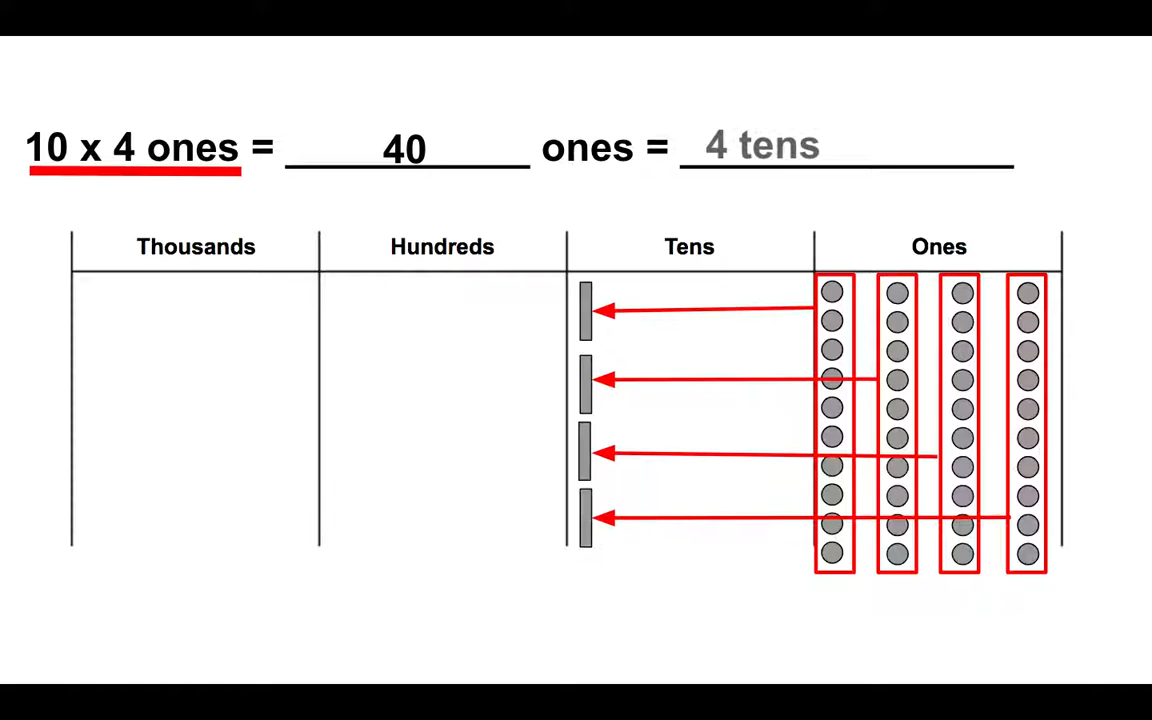 10 x 4 ones = 40 ones = 4 tens
Thousands Hundreds Tens Ones